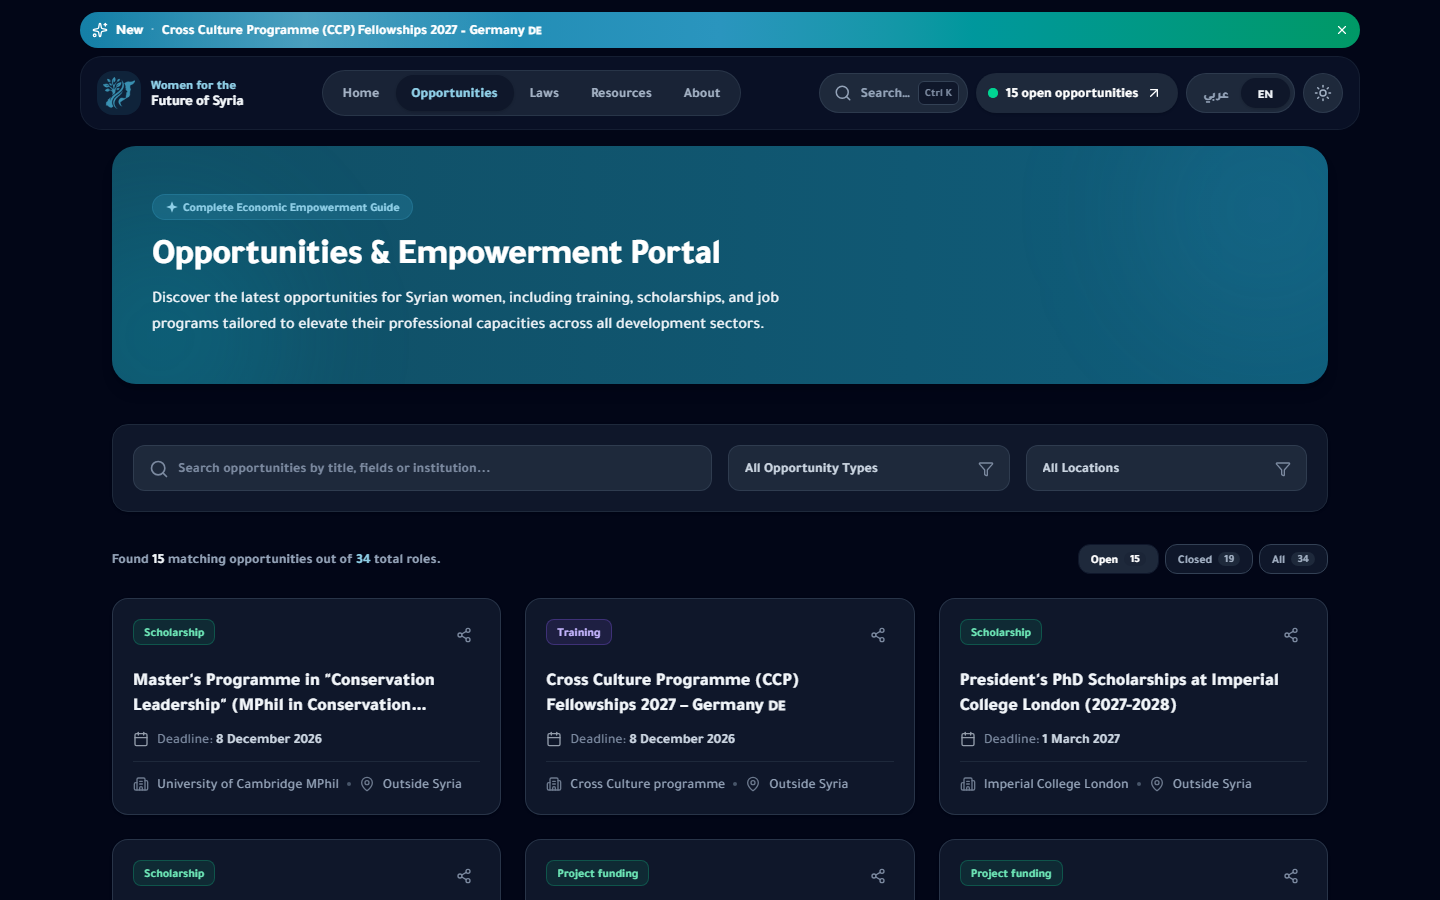 New · Cross Culture Programme (CCP) Fellowships 2027 - Germany DE
Women for the
Future of Syria
Home
Opportunities
Laws
Resources
About
Search...
Ctrl K
15 open opportunities
عربي
EN
Complete Economic Empowerment Guide
Opportunities & Empowerment Portal
Discover the latest opportunities for Syrian women, including training, scholarships, and job
programs tailored to elevate their professional capacities across all development sectors.
Search opportunities by title, fields or institution...
All Opportunity Types
All Locations
Found 15 matching opportunities out of 34 total roles.
Open 15
Closed 19
All 34
Scholarship
Master's Programme in "Conservation
Leadership" (MPhil in Conservation...
Deadline: 8 December 2026
University of Cambridge MPhil • Outside Syria
Training
Cross Culture Programme (CCP)
Fellowships 2027 – Germany DE
Deadline: 8 December 2026
Cross Culture programme • Outside Syria
Scholarship
President's PhD Scholarships at Imperial
College London (2027-2028)
Deadline: 1 March 2027
Imperial College London • Outside Syria
Scholarship
Project funding
Project funding